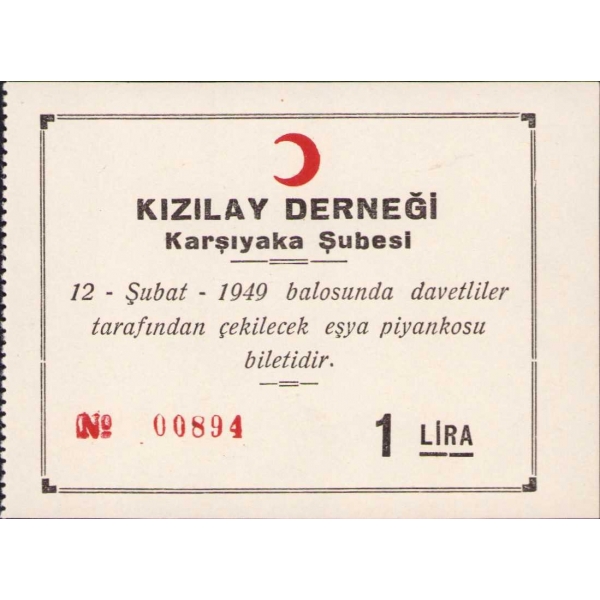 KIZILAY DERNEĞİ
Karşıyaka Şubesi
12 - Şubat - 1949 balosunda davetliler
tarafından çekilecek eşya piyankosu
biletidir.
№ 00894
1 LİRA